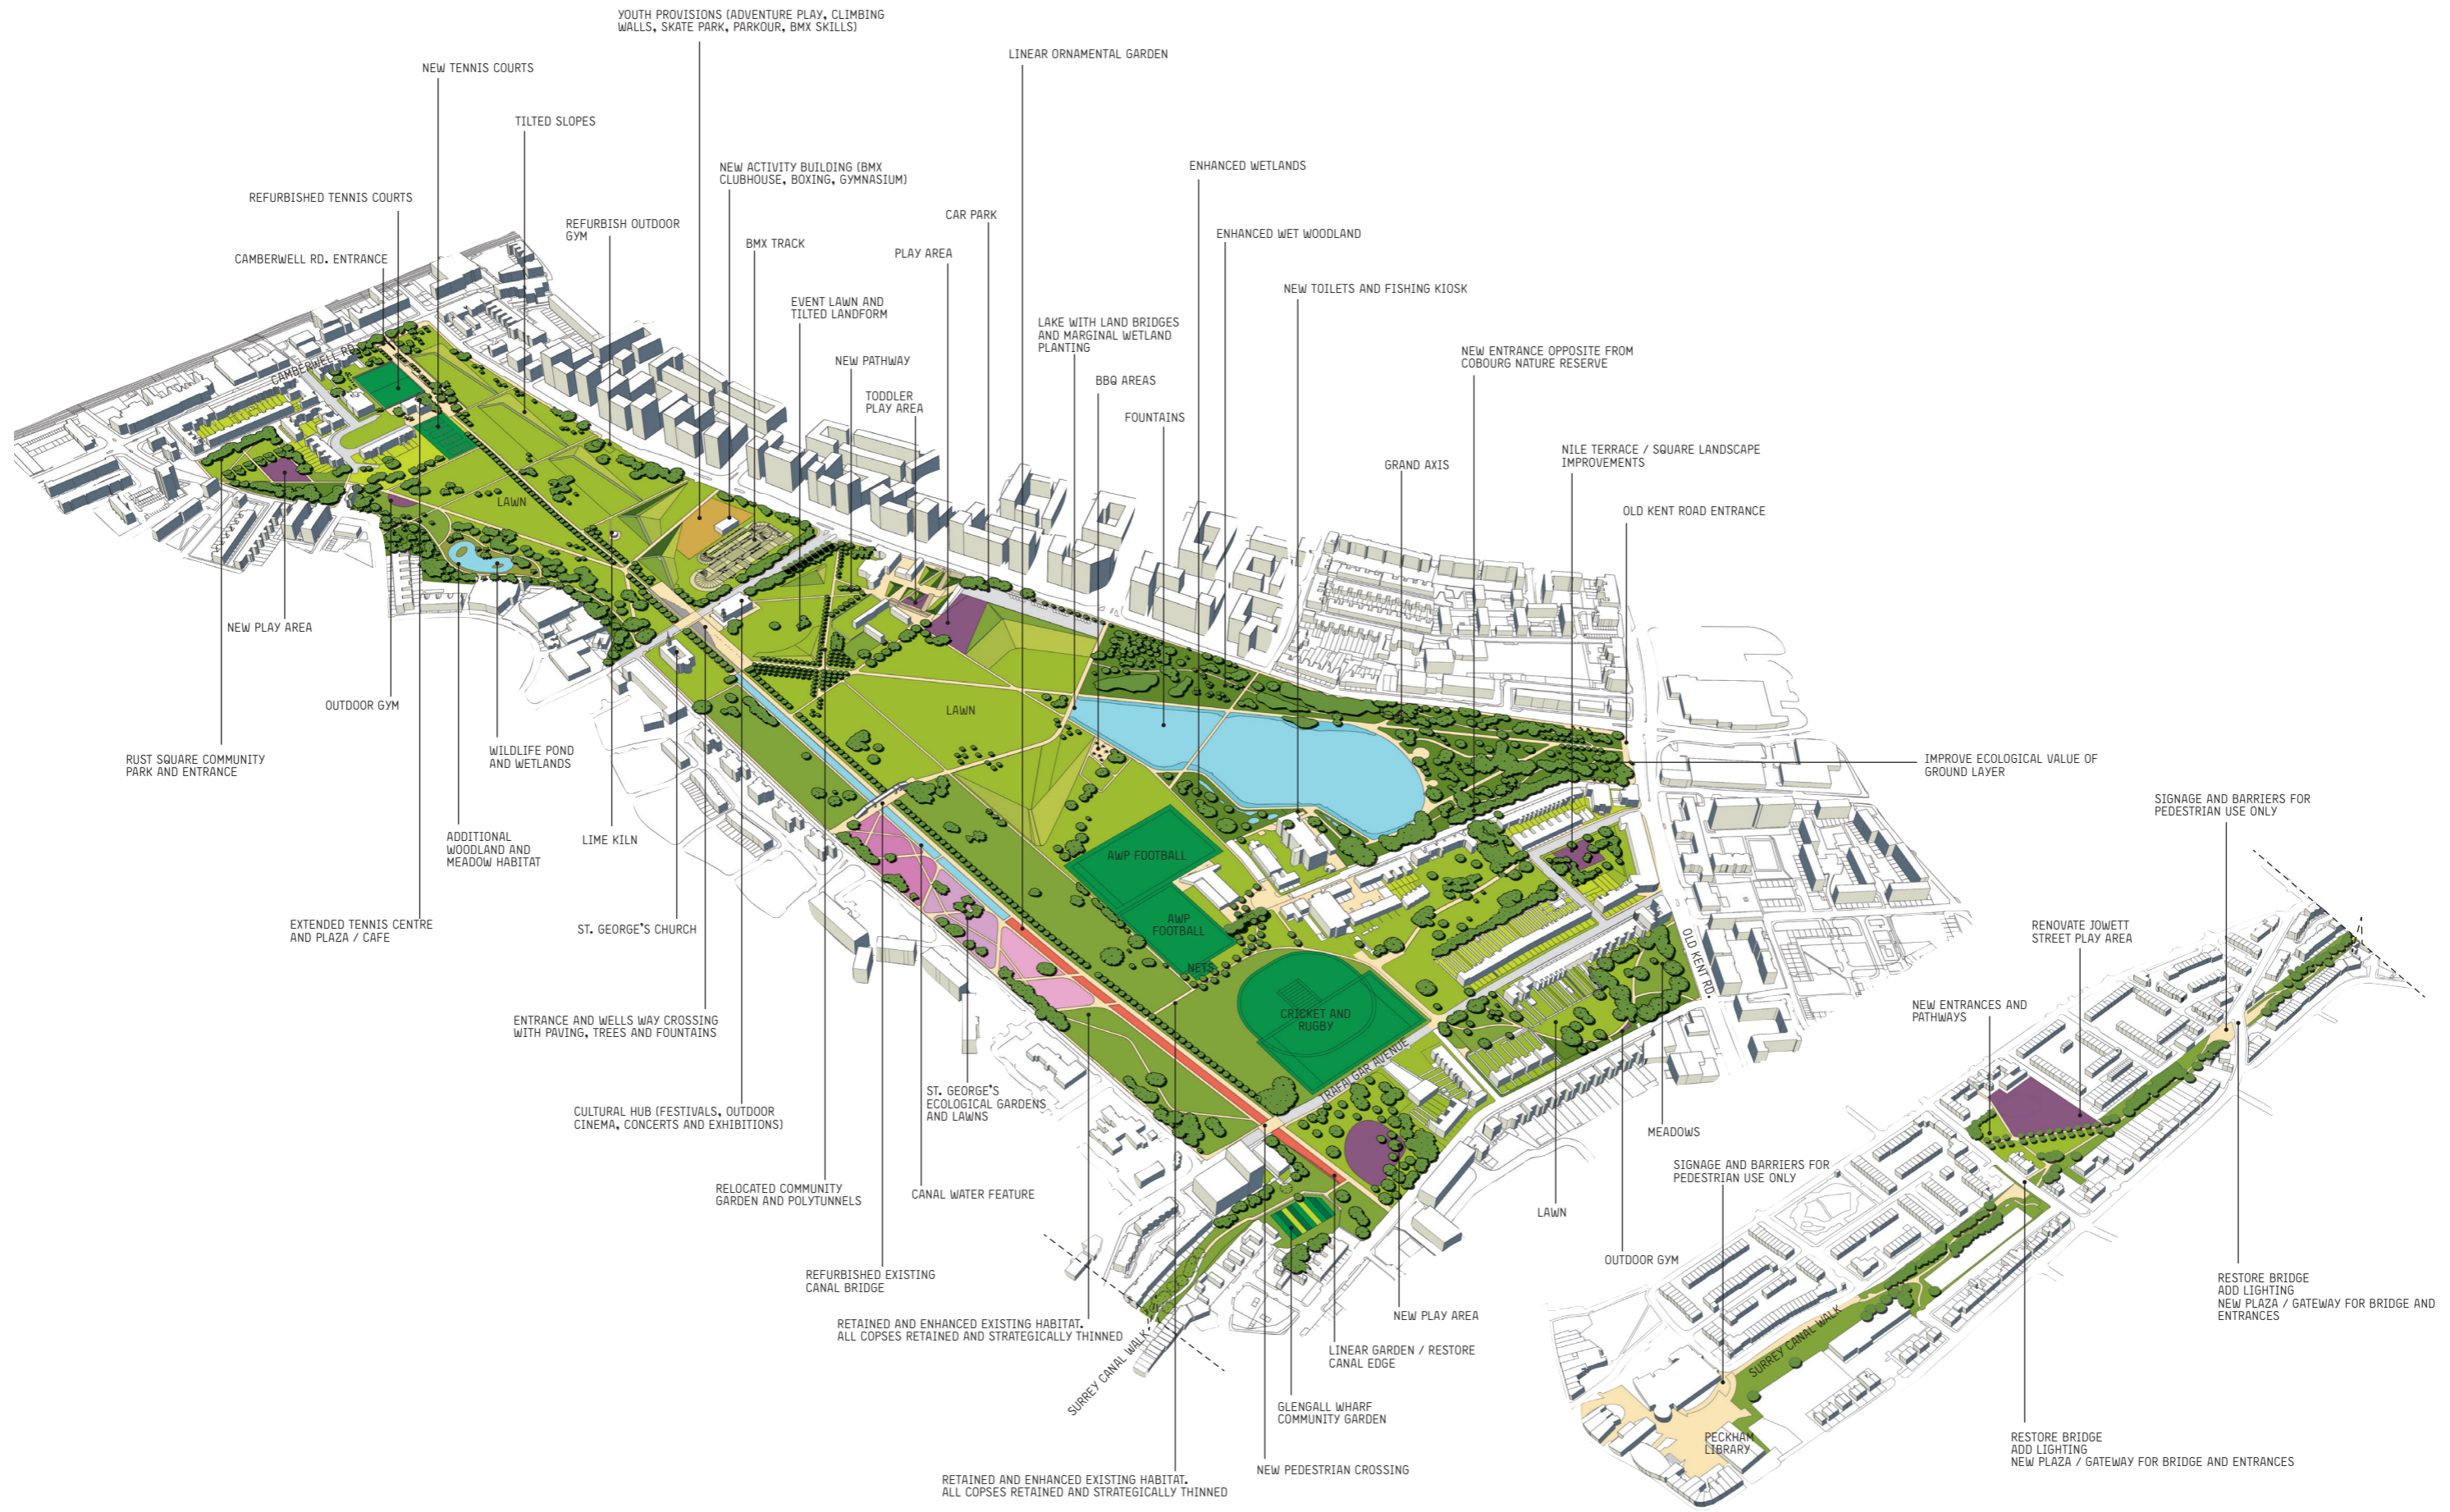 YOUTH PROVISIONS (ADVENTURE PLAY, CLIMBING
WALLS, SKATE PARK, PARKOUR, BMX SKILLS)
LINEAR ORNAMENTAL GARDEN
NEW TENNIS COURTS
TILTED SLOPES
NEW ACTIVITY BUILDING (BMX
CLUBHOUSE, BOXING, GYMNASIUM)
ENHANCED WETLANDS
REFURBISHED TENNIS COURTS
REFURBISH OUTDOOR
GYM
CAR PARK
BMX TRACK
ENHANCED WET WOODLAND
PLAY AREA
CAMBERWELL RD. ENTRANCE
NEW TOILETS AND FISHING KIOSK
EVENT LAWN AND
TILTED LANDFORM
LAKE WITH LAND BRIDGES
AND MARGINAL WETLAND
PLANTING
NEW PATHWAY
NEW ENTRANCE OPPOSITE FROM
COBOURG NATURE RESERVE
CAMBERWELL RD.
BBQ AREAS
TODDLER
PLAY AREA
FOUNTAINS
NILE TERRACE / SQUARE LANDSCAPE
IMPROVEMENTS
GRAND AXIS
LAWN
OLD KENT ROAD ENTRANCE
NEW PLAY AREA
OUTDOOR GYM
LAWN
RUST SQUARE COMMUNITY
PARK AND ENTRANCE
WILDLIFE POND
AND WETLANDS
IMPROVE ECOLOGICAL VALUE OF
GROUND LAYER
SIGNAGE AND BARRIERS FOR
PEDESTRIAN USE ONLY
ADDITIONAL
WOODLAND AND
MEADOW HABITAT
LIME KILN
AWP FOOTBALL
EXTENDED TENNIS CENTRE
AND PLAZA / CAFE
ST. GEORGE'S CHURCH
AWP
FOOTBALL
RENOVATE JOWETT
STREET PLAY AREA
OLD KENT RD.
NETS
NEW ENTRANCES AND
PATHWAYS
ENTRANCE AND WELLS WAY CROSSING
WITH PAVING, TREES AND FOUNTAINS
CRICKET AND
RUGBY
TRAFALGAR AVENUE
ST. GEORGE'S
ECOLOGICAL GARDENS
AND LAWNS
CULTURAL HUB (FESTIVALS, OUTDOOR
CINEMA, CONCERTS AND EXHIBITIONS)
MEADOWS
SIGNAGE AND BARRIERS FOR
PEDESTRIAN USE ONLY
RELOCATED COMMUNITY
GARDEN AND POLYTUNNELS
CANAL WATER FEATURE
LAWN
OUTDOOR GYM
REFURBISHED EXISTING
CANAL BRIDGE
RESTORE BRIDGE
ADD LIGHTING
NEW PLAZA / GATEWAY FOR BRIDGE AND
ENTRANCES
NEW PLAY AREA
RETAINED AND ENHANCED EXISTING HABITAT.
ALL COPSES RETAINED AND STRATEGICALLY THINNED
LINEAR GARDEN / RESTORE
CANAL EDGE
SURREY CANAL WALK
SURREY CANAL WALK
GLENGALL WHARF
COMMUNITY GARDEN
PECKHAM
LIBRARY
RESTORE BRIDGE
ADD LIGHTING
NEW PLAZA / GATEWAY FOR BRIDGE AND ENTRANCES
NEW PEDESTRIAN CROSSING
RETAINED AND ENHANCED EXISTING HABITAT.
ALL COPSES RETAINED AND STRATEGICALLY THINNED